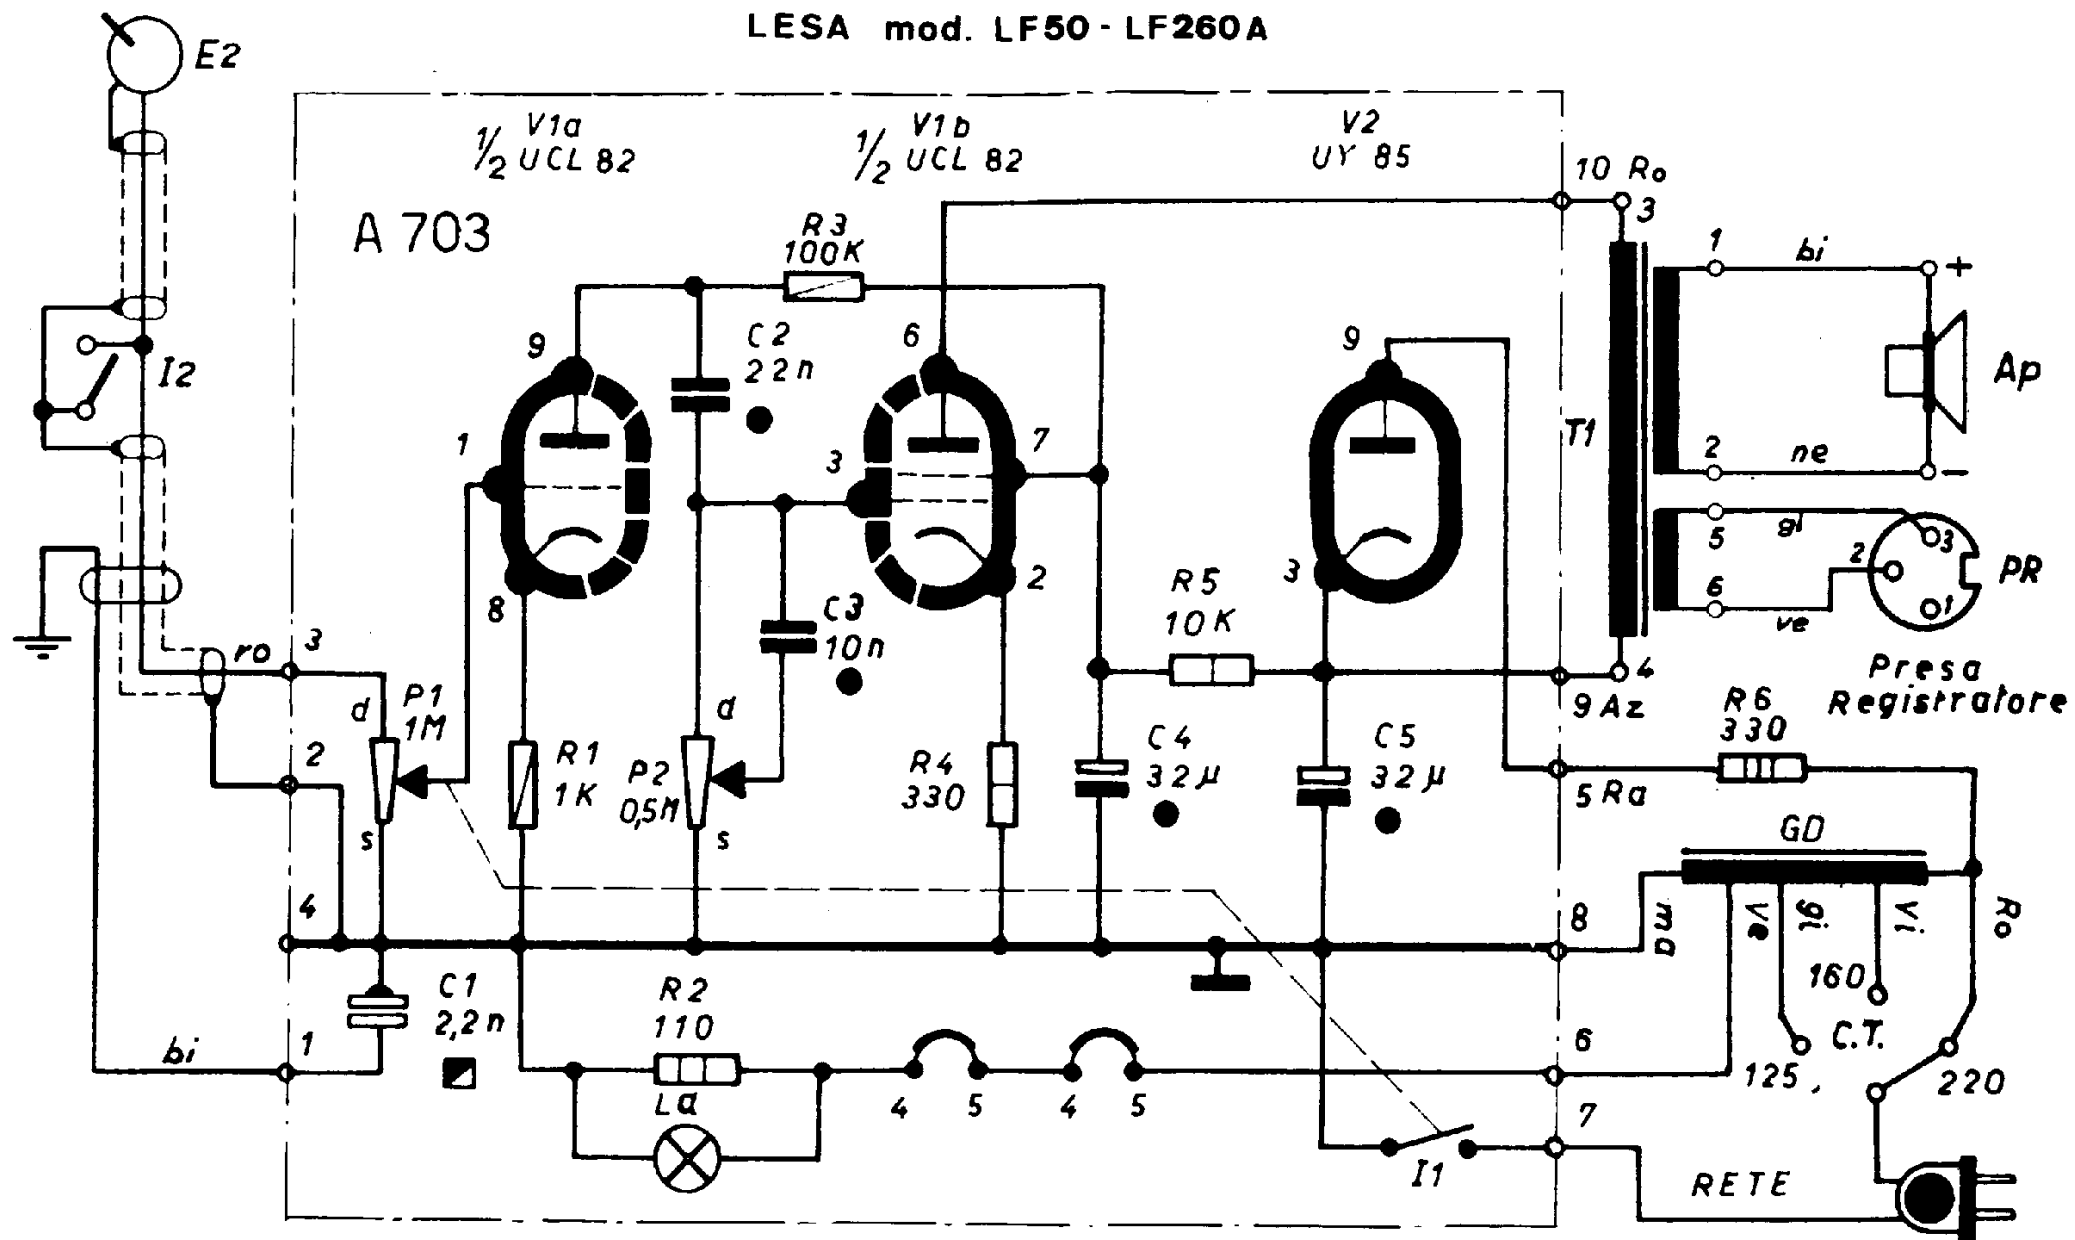 LESA mod. LF50 - LF260A
E2
V1a
1/2 UCL 82
V1b
1/2 UCL 82
V2
UY 85
10 Ro
3
A 703
R3
100K
1
bi
+
C2
22n
9
6
9
I2
Ap
1
3
7
T1
2
ne
-
5
gl
3
2
PR
1
6
ve
8
2
3
C3
10n
R5
10K
3
ro
4
Presa
Registratore
d
P1
1M
d
9 Az
R6
330
2
R1
1K
P2
0,5M
R4
330
C4
32µ
C5
32µ
5 Ra
s
s
GD
4
8
ma
Ve
gi
Vi
Ro
160
C1
2,2n
R2
110
C.T.
1
bi
6
125,
220
La
4
5
4
5
7
I1
RETE